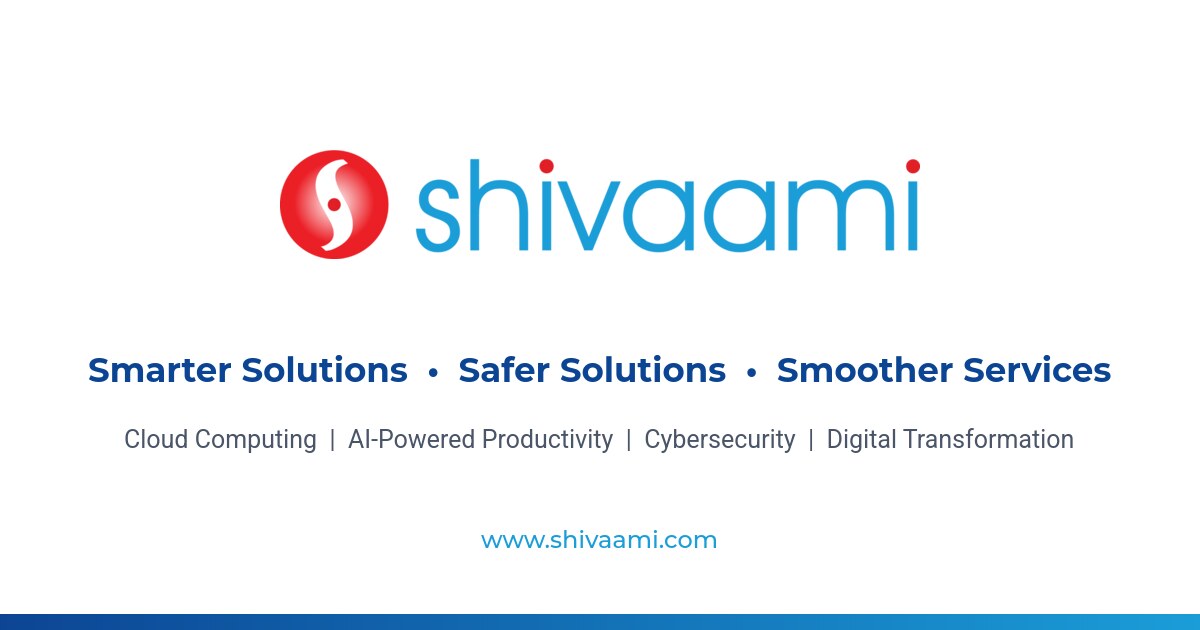 shivaami
Smarter Solutions • Safer Solutions • Smoother Services
Cloud Computing | AI-Powered Productivity | Cybersecurity | Digital Transformation
www.shivaami.com